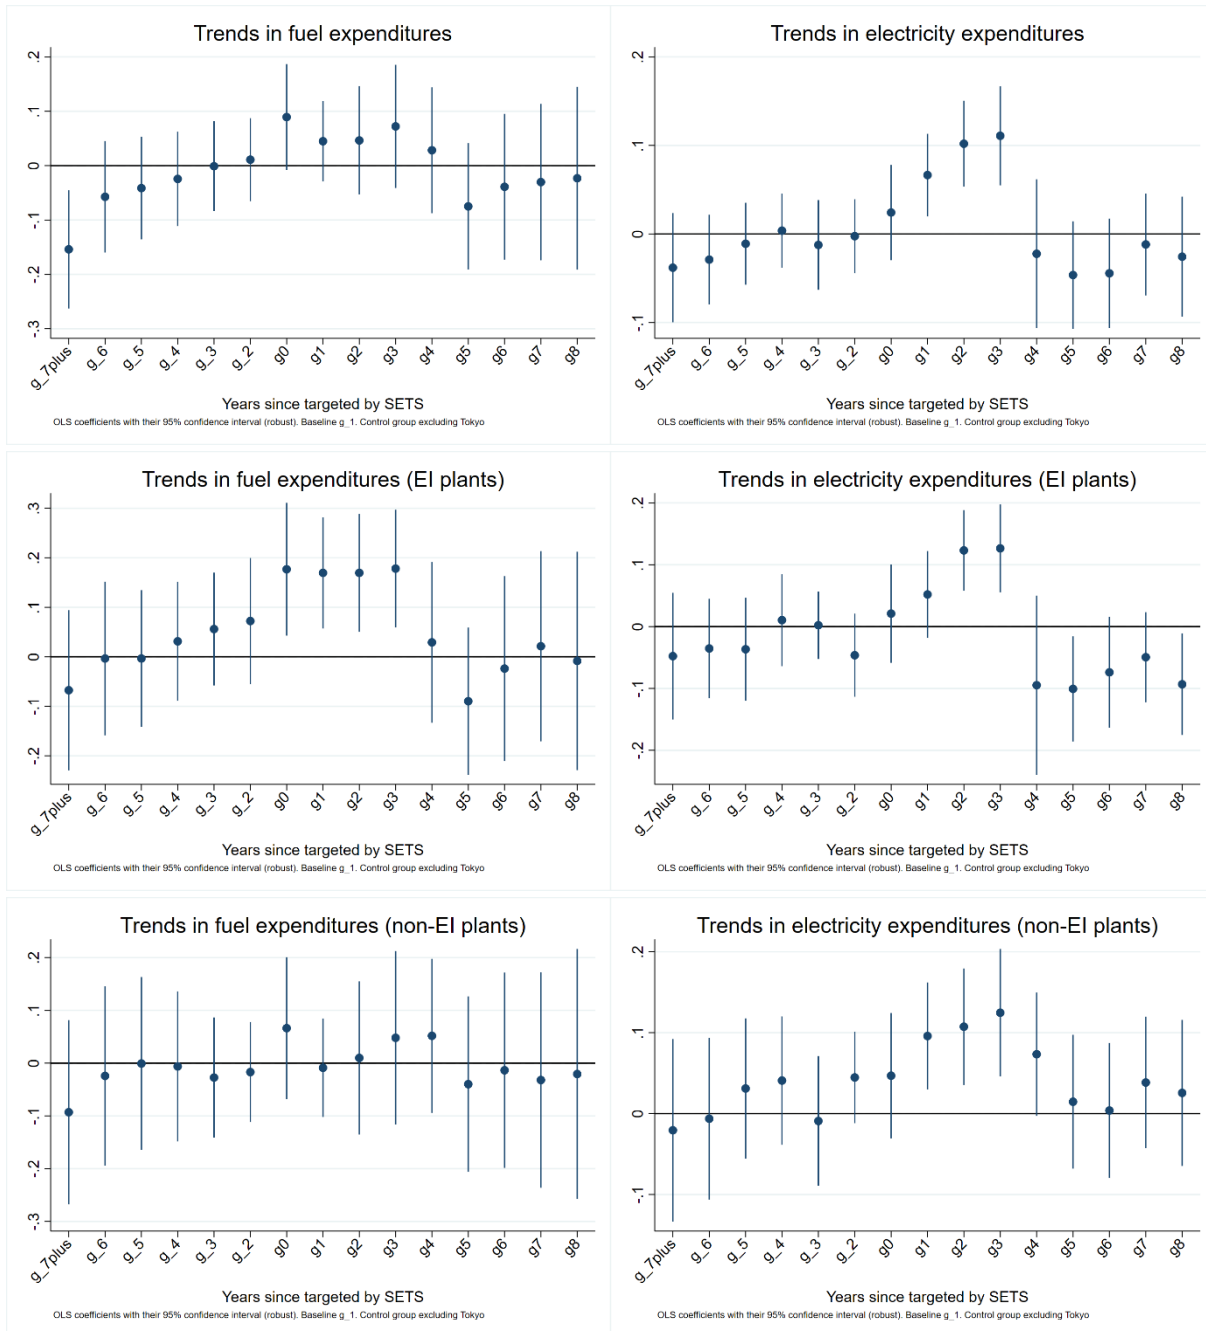 Trends in fuel expenditures
.2
.1
0
-.1
-.2
-.3
g_7plus g_6 g_5 g_4 g_3 g_2 g0 g1 g2 g3 g4 g5 g6 g7 g8
Years since targeted by SETS
OLS coefficients with their 95% confidence interval (robust). Baseline g_1. Control group excluding Tokyo
Trends in electricity expenditures
.2
.1
0
-.1
g_7plus g_6 g_5 g_4 g_3 g_2 g0 g1 g2 g3 g4 g5 g6 g7 g8
Years since targeted by SETS
OLS coefficients with their 95% confidence interval (robust). Baseline g_1. Control group excluding Tokyo
Trends in fuel expenditures (EI plants)
.3
.2
.1
0
-.1
-.2
g_7plus g_6 g_5 g_4 g_3 g_2 g0 g1 g2 g3 g4 g5 g6 g7 g8
Years since targeted by SETS
OLS coefficients with their 95% confidence interval (robust). Baseline g_1. Control group excluding Tokyo
Trends in electricity expenditures (EI plants)
.2
.1
0
-.1
-.2
g_7plus g_6 g_5 g_4 g_3 g_2 g0 g1 g2 g3 g4 g5 g6 g7 g8
Years since targeted by SETS
OLS coefficients with their 95% confidence interval (robust). Baseline g_1. Control group excluding Tokyo
Trends in fuel expenditures (non-EI plants)
.2
.1
0
-.1
-.2
-.3
g_7plus g_6 g_5 g_4 g_3 g_2 g0 g1 g2 g3 g4 g5 g6 g7 g8
Years since targeted by SETS
OLS coefficients with their 95% confidence interval (robust). Baseline g_1. Control group excluding Tokyo
Trends in electricity expenditures (non-EI plants)
.2
.1
0
-.1
g_7plus g_6 g_5 g_4 g_3 g_2 g0 g1 g2 g3 g4 g5 g6 g7 g8
Years since targeted by SETS
OLS coefficients with their 95% confidence interval (robust). Baseline g_1. Control group excluding Tokyo